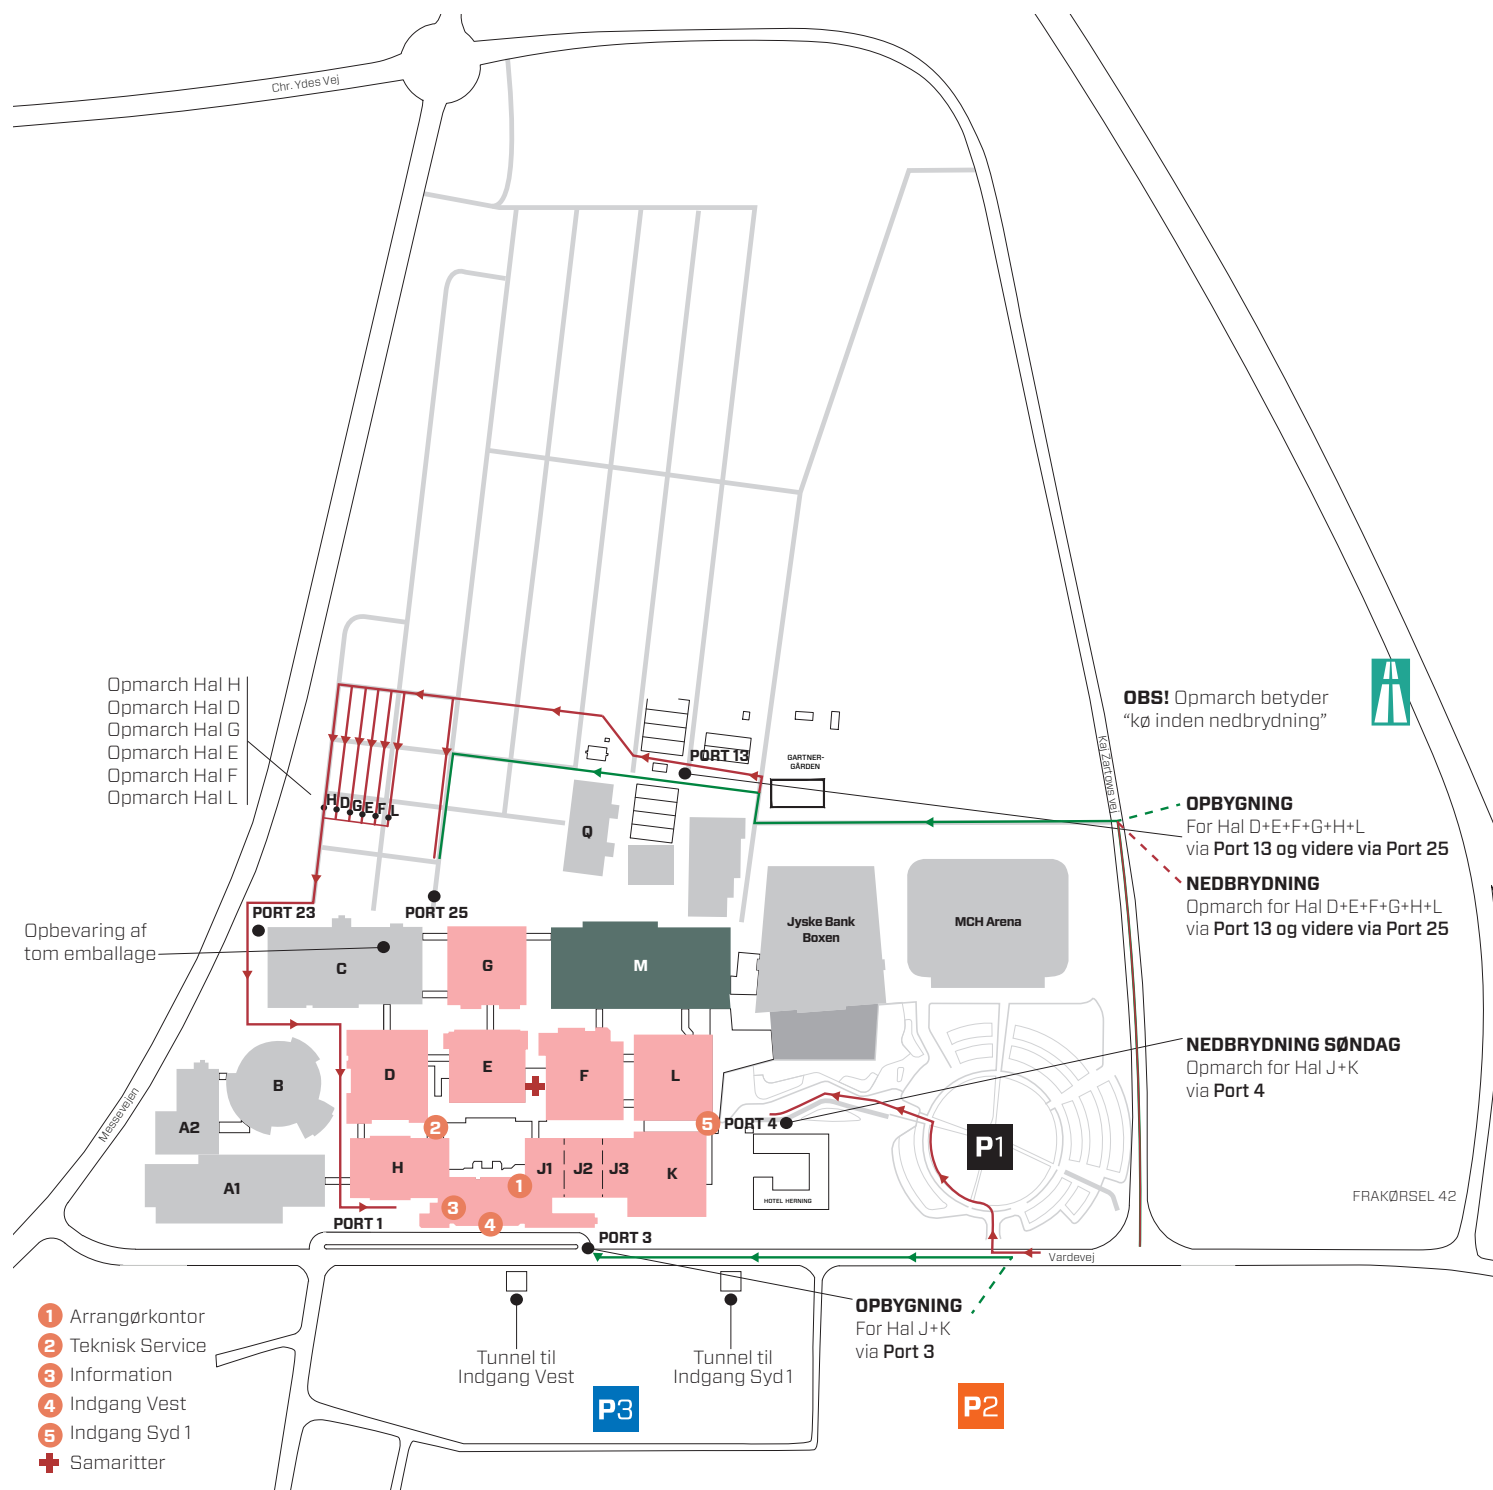 Chr. Ydes Vej
Opmarch Hal H
Opmarch Hal D
Opmarch Hal G
Opmarch Hal E
Opmarch Hal F
Opmarch Hal L
H D G E F L
PORT 13
GARTNER-
GÅRDEN
Kaj Zartows vej
OBS! Opmarch betyder
“kø inden nedbrydning”
OPBYGNING
For Hal D+E+F+G+H+L
via Port 13 og videre via Port 25
NEDBRYDNING
Opmarch for Hal D+E+F+G+H+L
via Port 13 og videre via Port 25
Q
PORT 23
PORT 25
Opbevaring af
tom emballage
C
G
M
Jyske Bank
Boxen
MCH Arena
NEDBRYDNING SØNDAG
Opmarch for Hal J+K
via Port 4
B
D
E
F
L
A2
2
5
PORT 4
Messevejen
P1
A1
H
J1
J2
J3
K
1
3
4
HOTEL HERNING
FRAKØRSEL 42
PORT 1
PORT 3
Vardevej
OPBYGNING
For Hal J+K
via Port 3
Tunnel til
Indgang Vest
Tunnel til
Indgang Syd 1
P3
P2
1 Arrangørkontor
2 Teknisk Service
3 Information
4 Indgang Vest
5 Indgang Syd 1
Samaritter